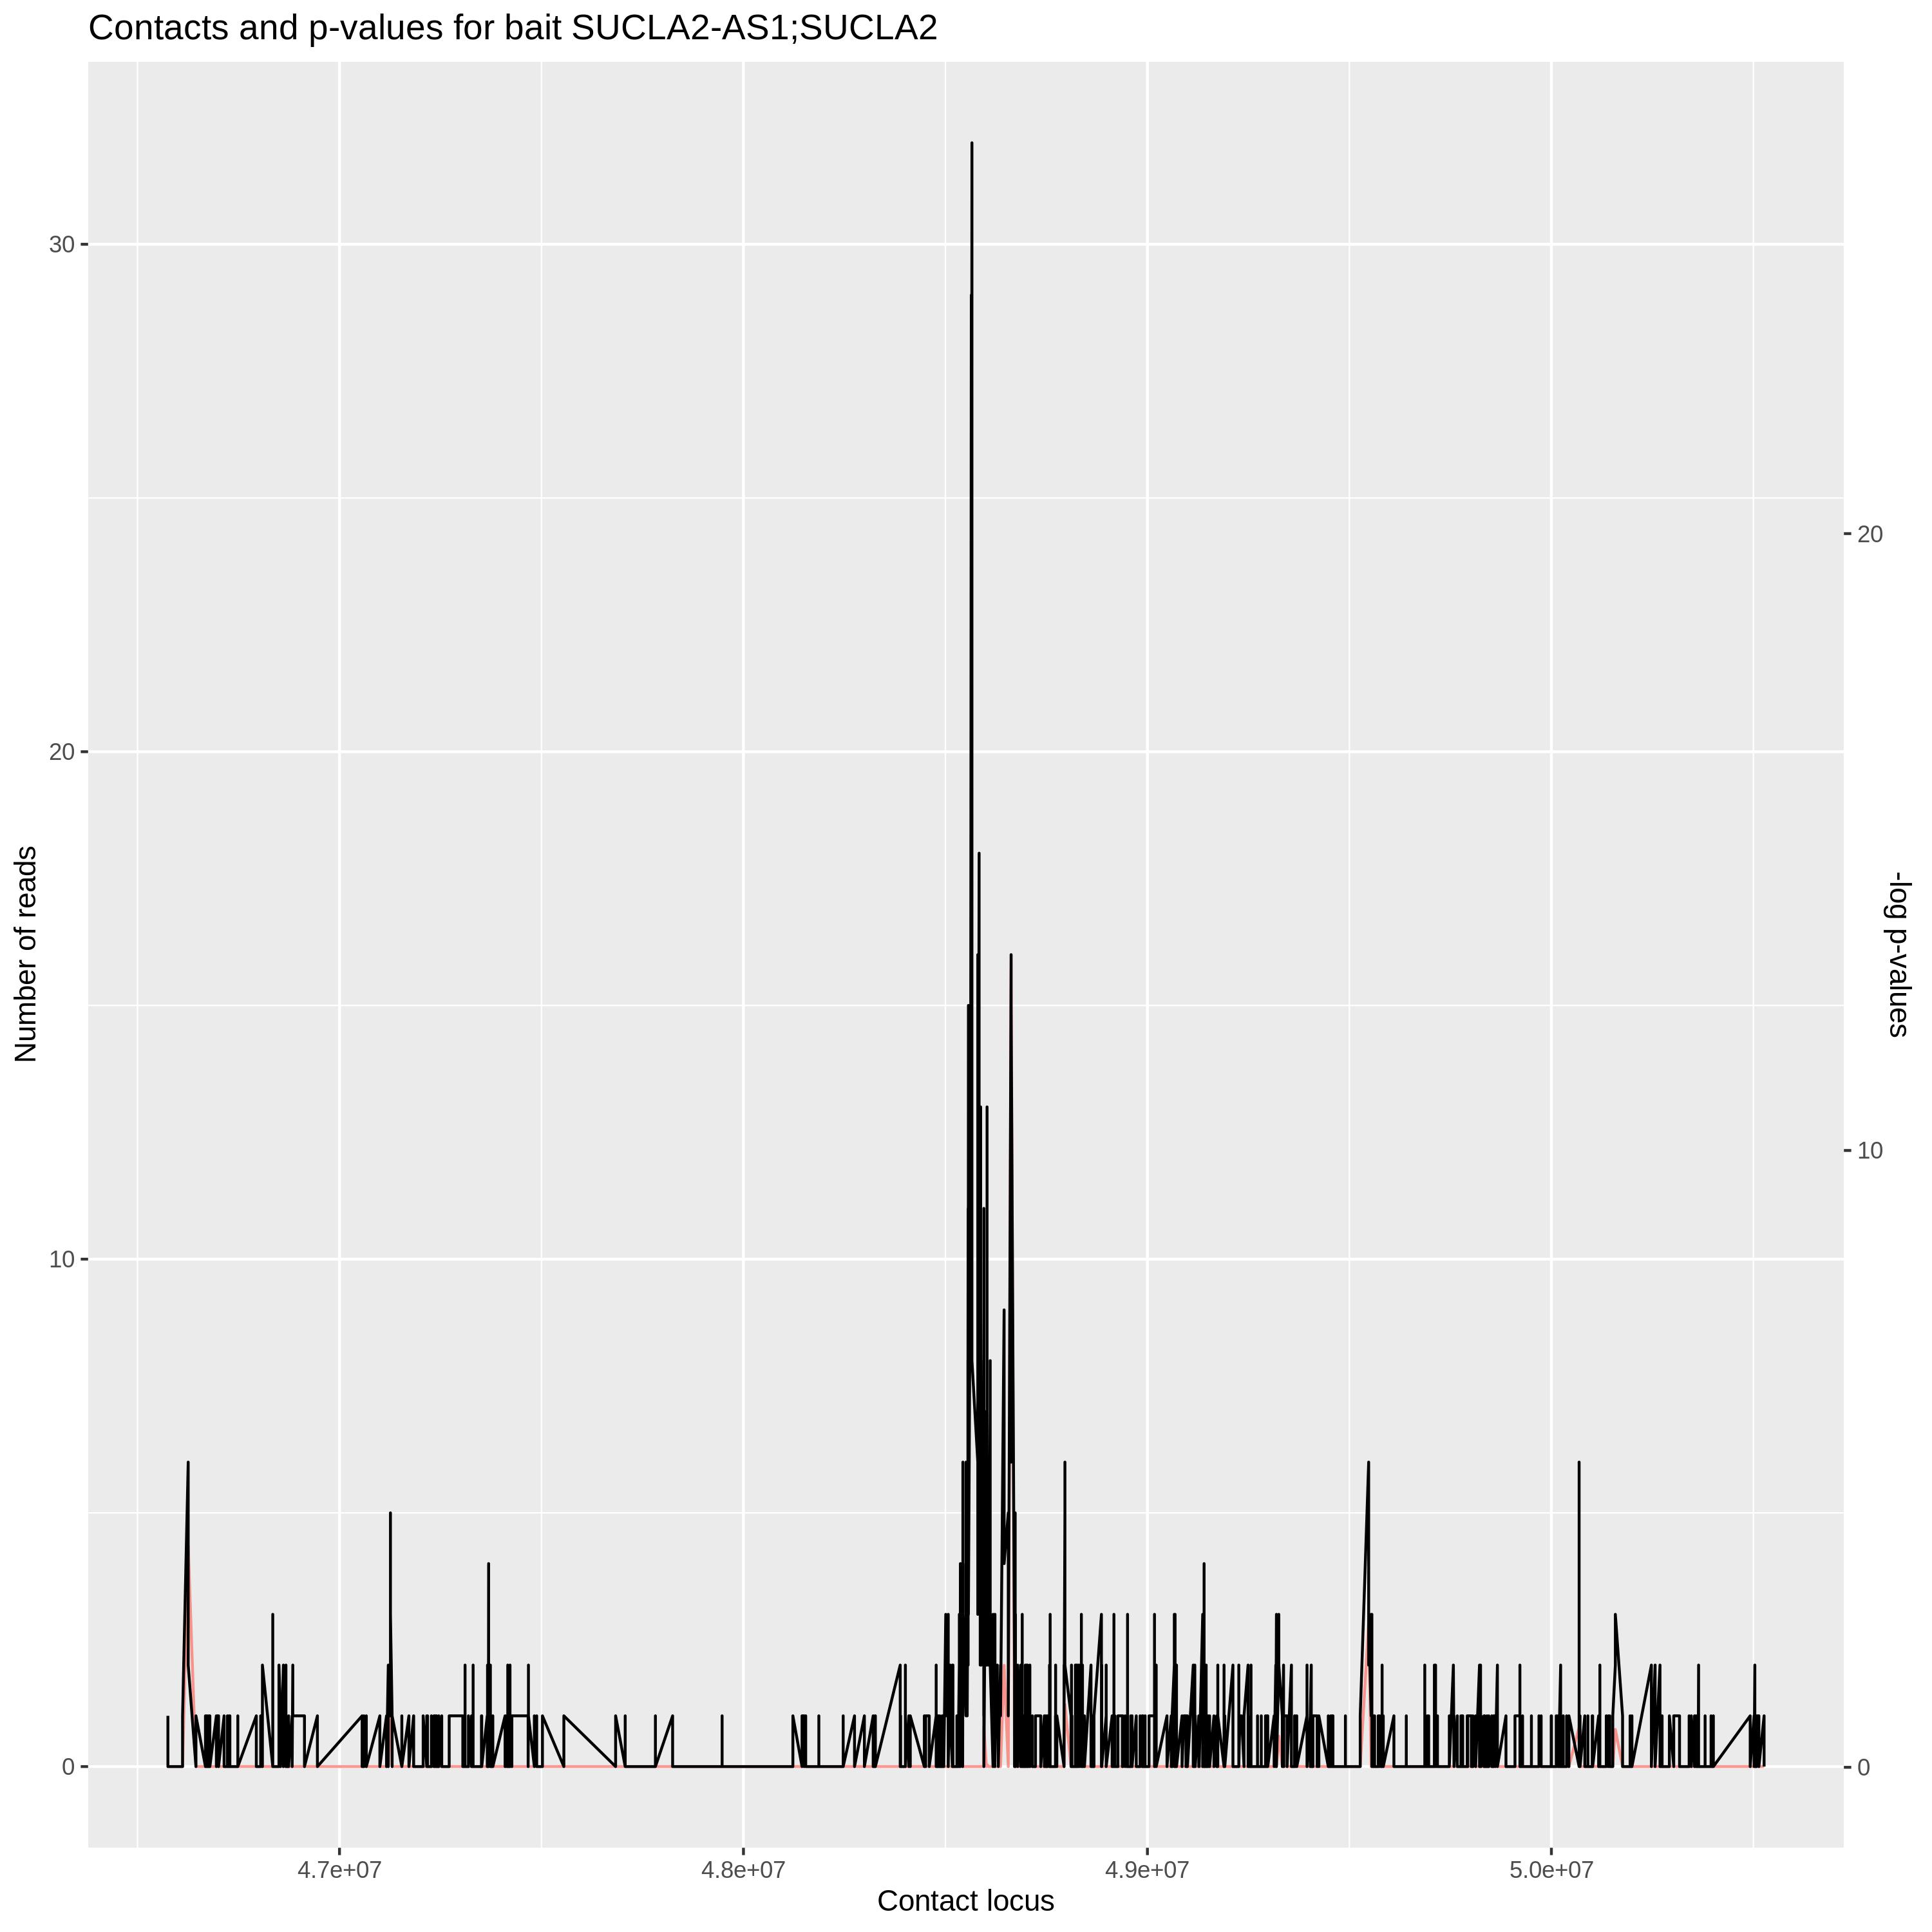 Contacts and p-values for bait SUCLA2-AS1;SUCLA2
30
20
10
0
Number of reads
20
10
0
-log p-values
4.7e+07
4.8e+07
4.9e+07
5.0e+07
Contact locus